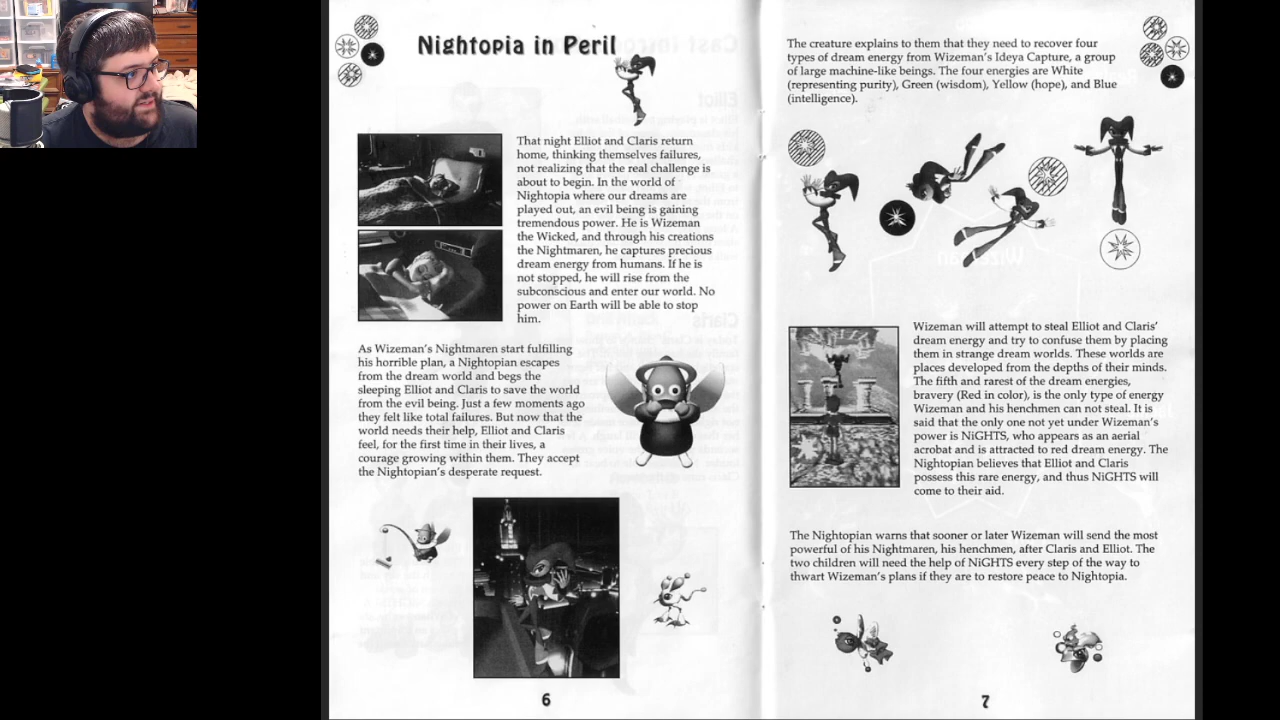 Nightopia in Peril
That night Elliot and Claris return
home, thinking themselves failures,
not realizing that the real challenge is
about to begin. In the world of
Nightopia where our dreams are
played out, an evil being is gaining
tremendous power. He is Wizeman
the Wicked, and through his creations
the Nightmaren, he captures precious
dream energy from humans. If he is
not stopped, he will rise from the
subconscious and enter our world. No
power on Earth will be able to stop
him.
As Wizeman's Nightmaren start fulfilling
his horrible plan, a Nightopian escapes
from the dream world and begs the
sleeping Elliot and Claris to save the world
from the evil being. Just a few moments ago
they felt like total failures. But now that the
world needs their help, Elliot and Claris
feel, for the first time in their lives, a
courage growing within them. They accept
the Nightopian's desperate request.
6
The creature explains to them that they need to recover four
types of dream energy from Wizeman's Ideya Capture, a group
of large machine-like beings. The four energies are White
(representing purity), Green (wisdom), Yellow (hope), and Blue
(intelligence).
Wizeman will attempt to steal Elliot and Claris'
dream energy and try to confuse them by placing
them in strange dream worlds. These worlds are
places developed from the depths of their minds.
The fifth and rarest of the dream energies,
bravery (Red in color), is the only type of energy
Wizeman and his henchmen can not steal. It is
said that the only one not yet under Wizeman's
power is NiGHTS, who appears as an aerial
acrobat and is attracted to red dream energy. The
Nightopian believes that Elliot and Claris
possess this rare energy, and thus NiGHTS will
come to their aid.
The Nightopian warns that sooner or later Wizeman will send the most
powerful of his Nightmaren, his henchmen, after Claris and Elliot. The
two children will need the help of NiGHTS every step of the way to
thwart Wizeman's plans if they are to restore peace to Nightopia.
7